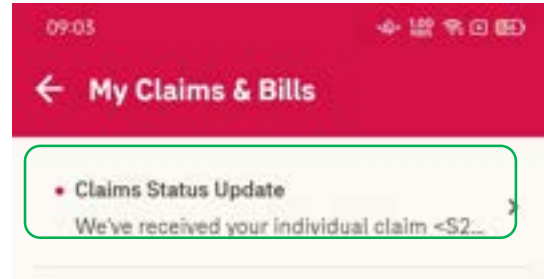 09:03
My Claims & Bills
Claims Status Update
We've received your individual claim <S2...